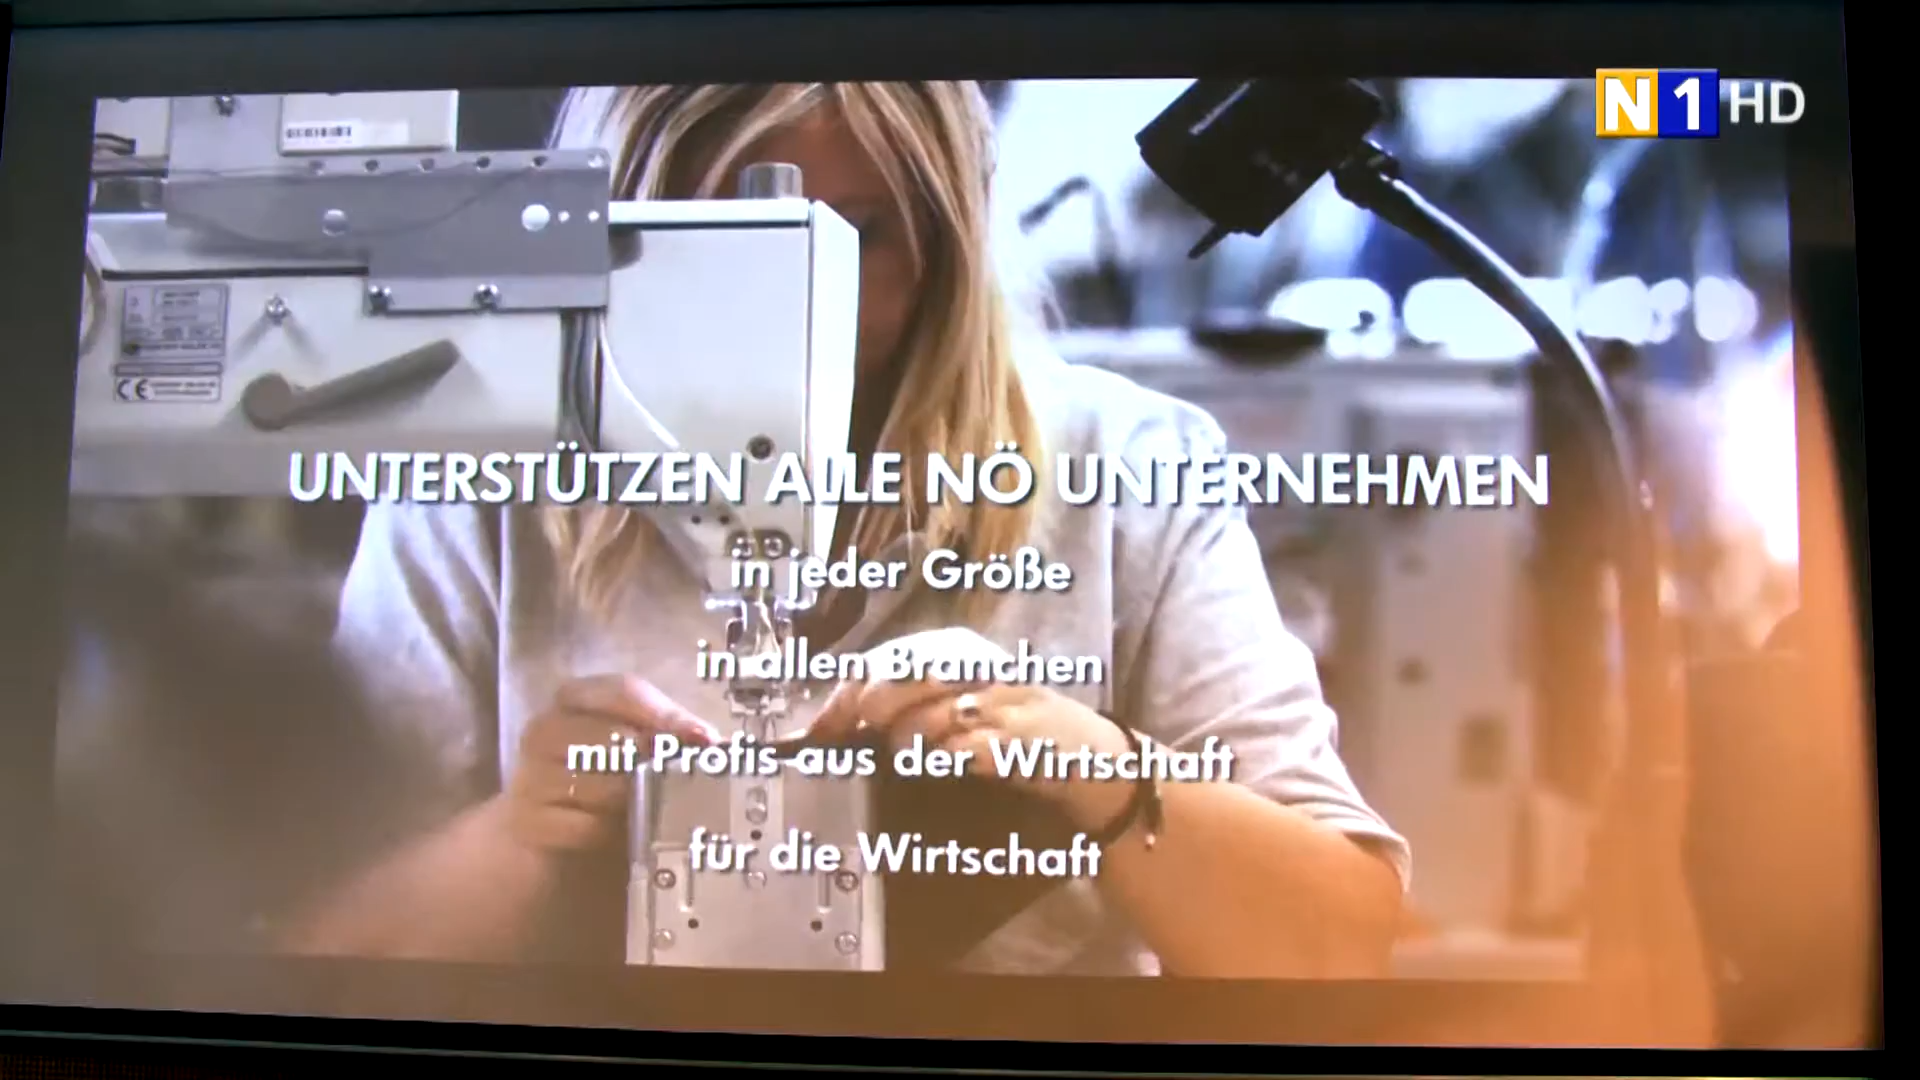 N1 HD
UNTERSTÜTZEN ALLE NÖ UNTERNEHMEN
in jeder Größe
in allen Branchen
mit Profis aus der Wirtschaft
für die Wirtschaft
CE